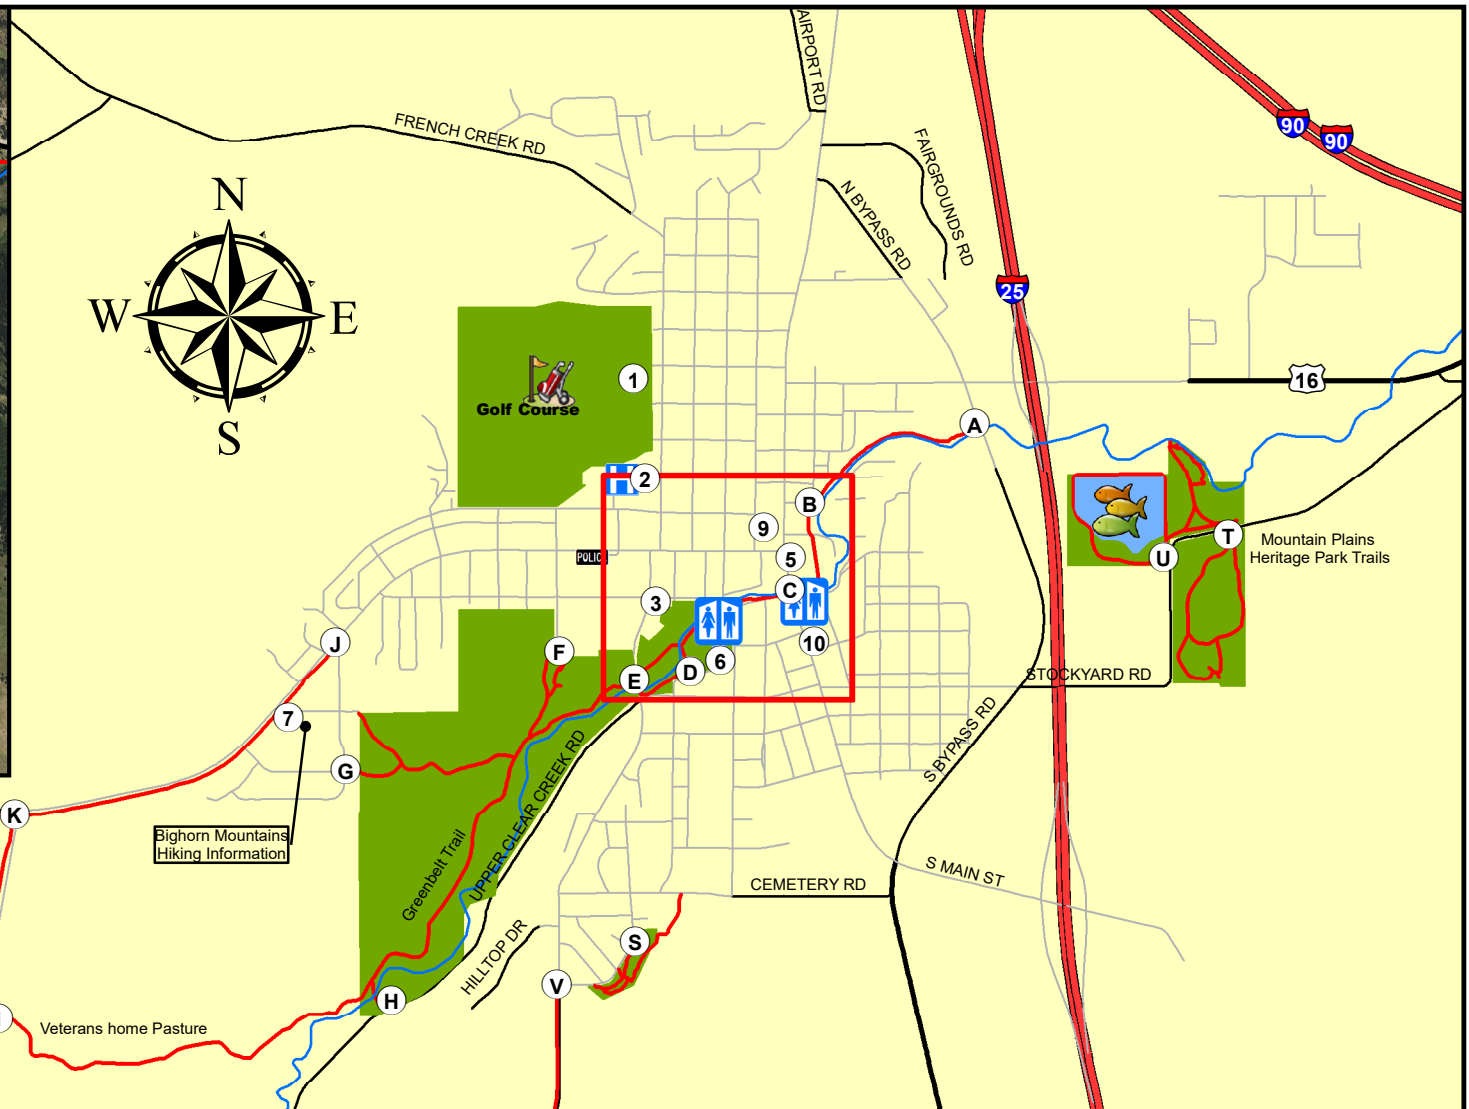 AIRPORT RD
90
90
FRENCH CREEK RD
FAIRGROUNDS RD
N BYPASS RD
N
W
E
S
25
16
1
Golf Course
A
2
B
9
T
Mountain Plains
Heritage Park Trails
5
U
C
3
10
J
F
6
D
E
STOCKYARD RD
7
S BYPASS RD
G
UPPER CLEAR CREEK RD
K
Bighorn Mountains
Hiking Information
Greenbelt Trail
S MAIN ST
CEMETERY RD
HILLTOP DR
S
V
H
Veterans home Pasture